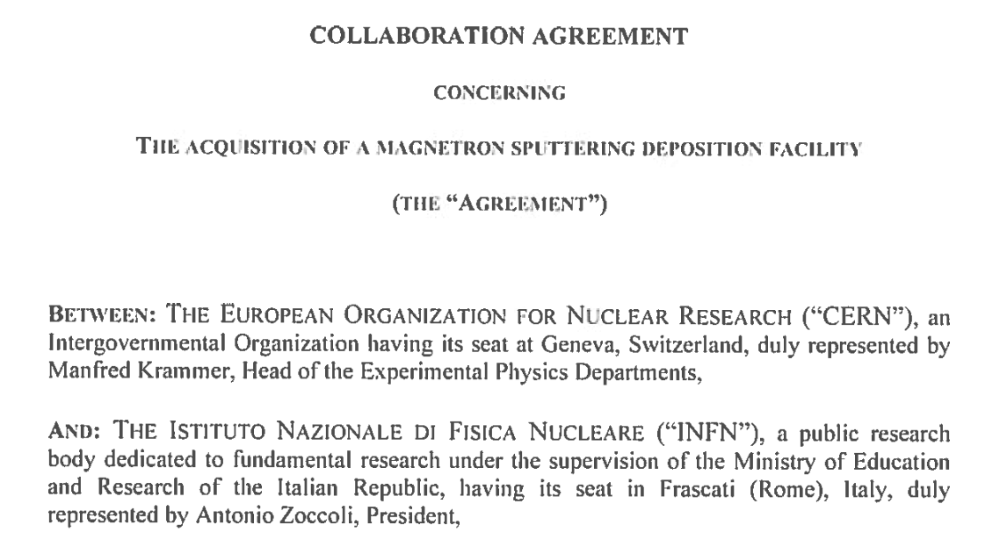 COLLABORATION AGREEMENT
CONCERNING
THE ACQUISITION OF A MAGNETRON SPUTTERING DEPOSITION FACILITY
(THE “AGREEMENT”)
BETWEEN: THE EUROPEAN ORGANIZATION FOR NUCLEAR RESEARCH (“CERN”), an
Intergovernmental Organization having its seat at Geneva, Switzerland, duly represented by
Manfred Krammer, Head of the Experimental Physics Departments,
AND: THE ISTITUTO NAZIONALE DI FISICA NUCLEARE (“INFN”), a public research
body dedicated to fundamental research under the supervision of the Ministry of Education
and Research of the Italian Republic, having its seat in Frascati (Rome), Italy, duly
represented by Antonio Zoccoli, President,